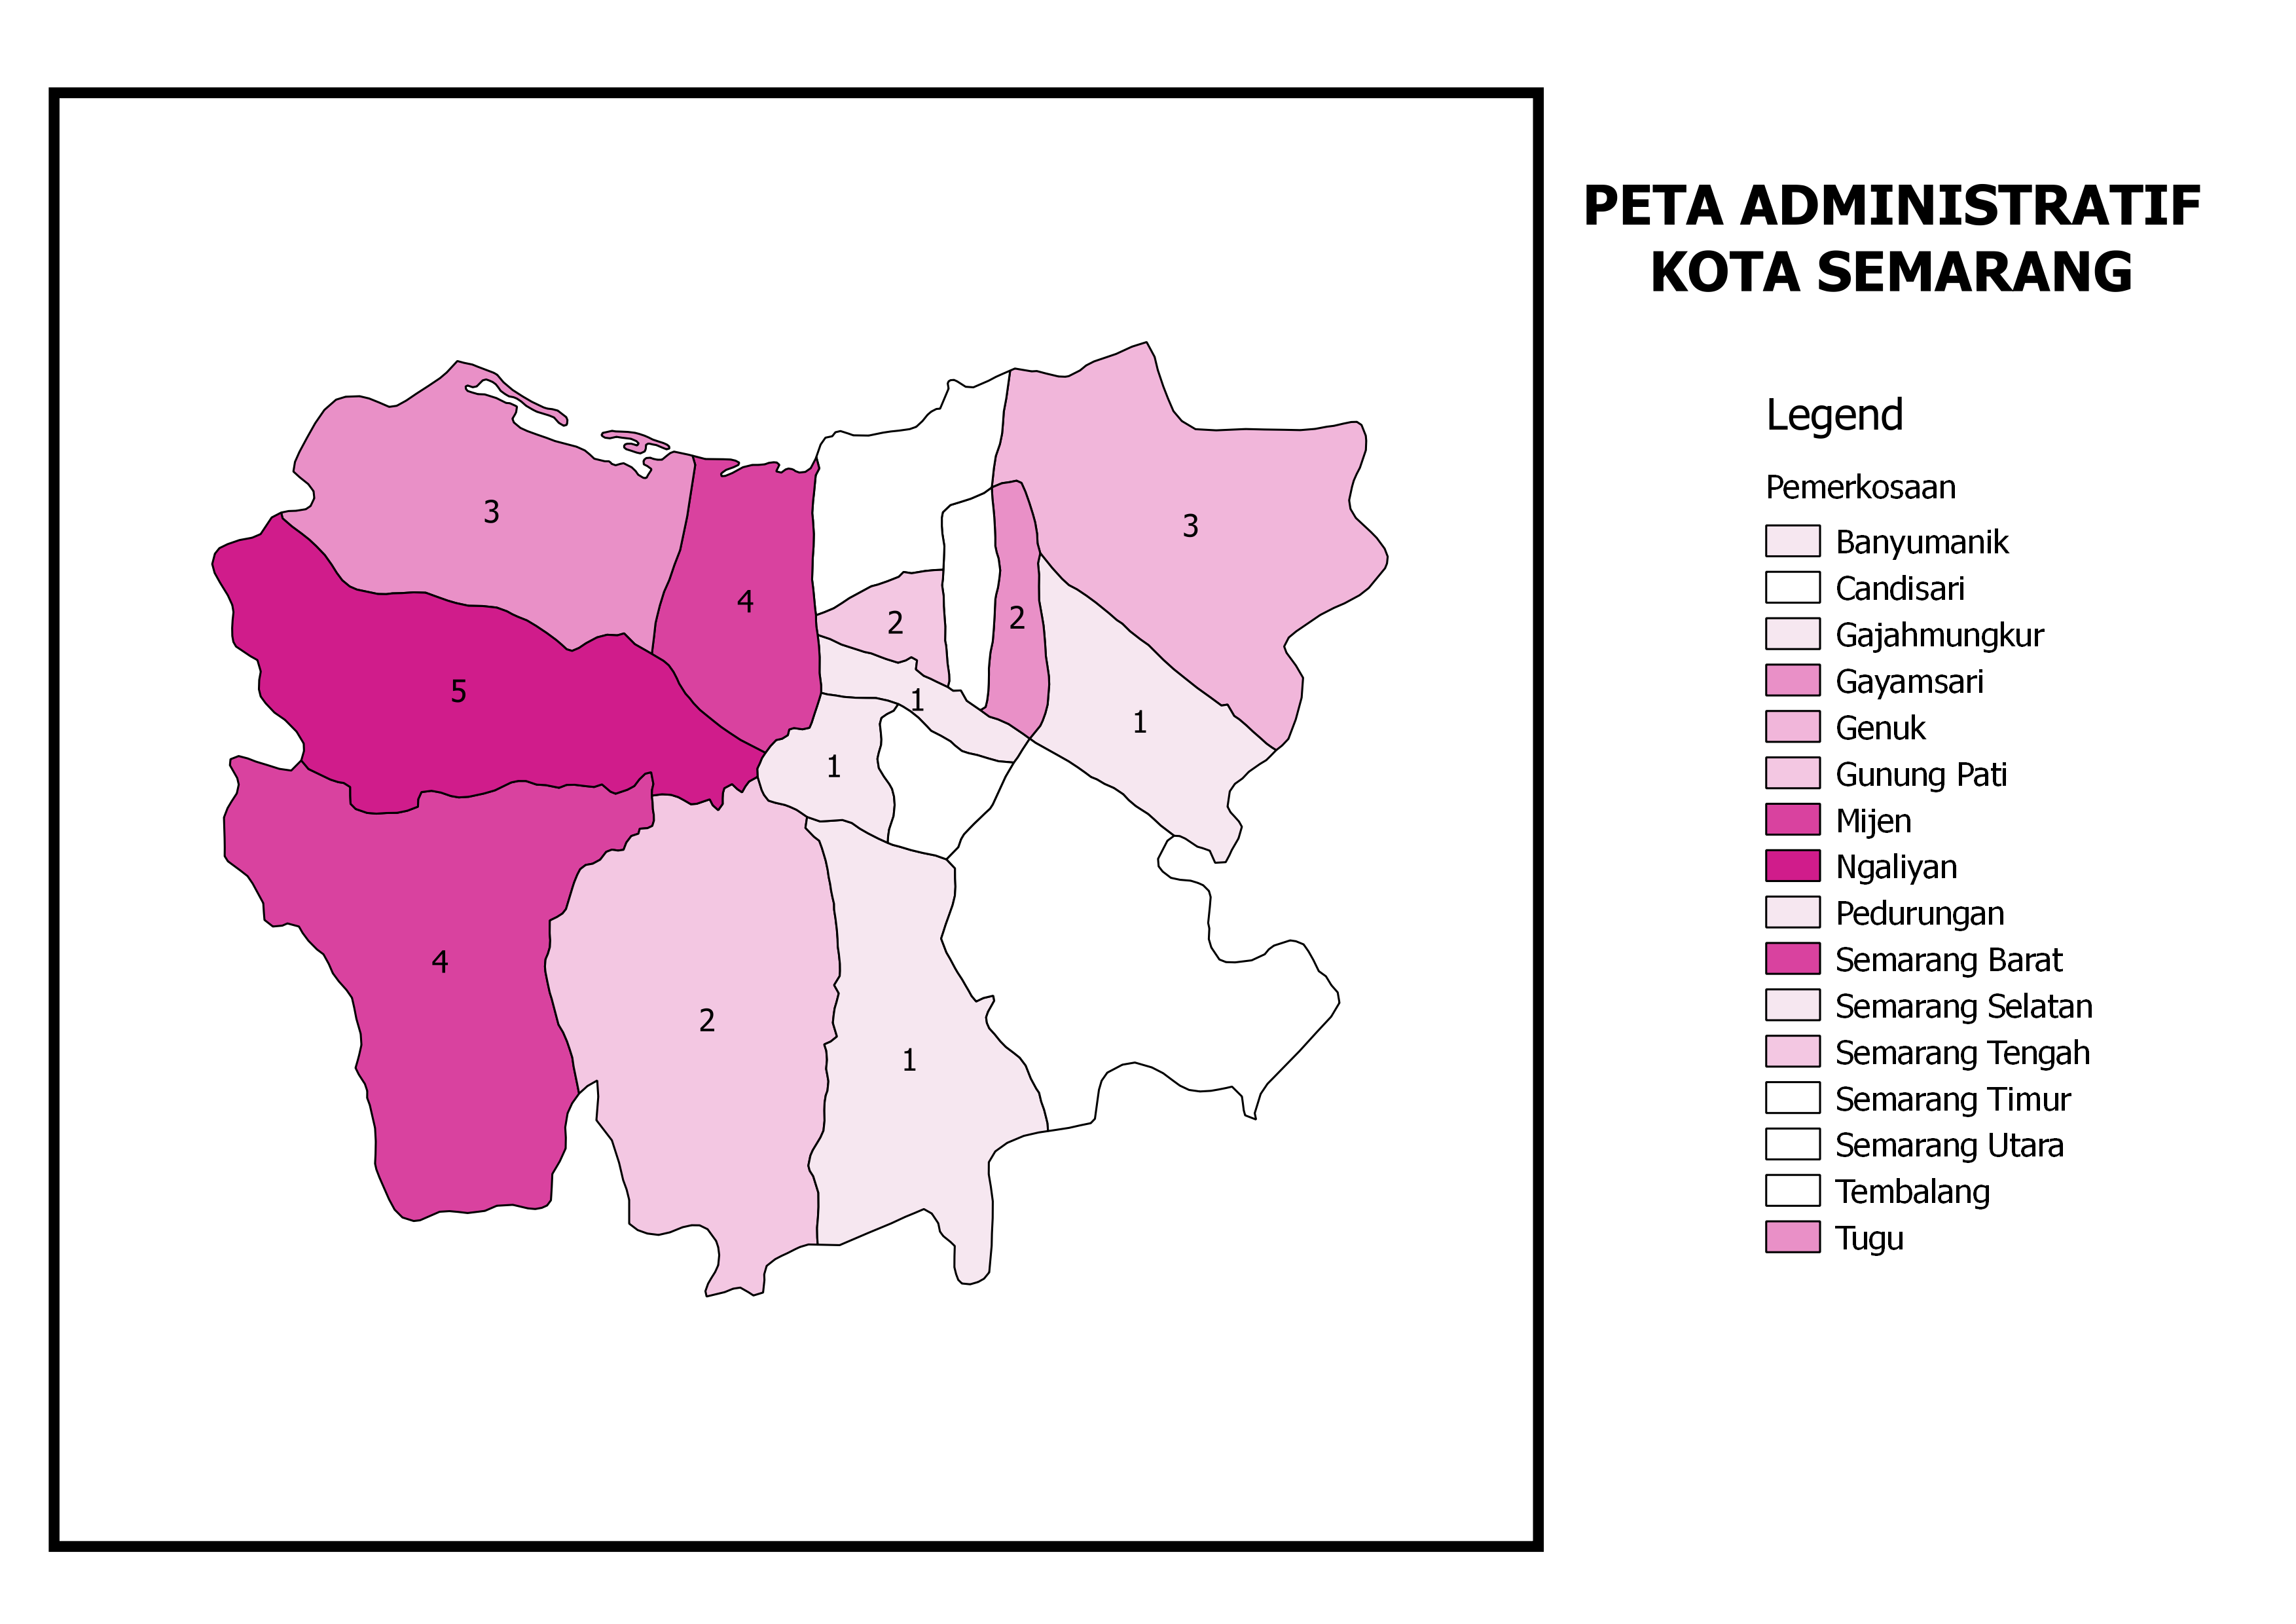 PETA ADMINISTRATIF
KOTA SEMARANG
Legend
Pemerkosaan
Banyumanik
Candisari
Gajahmungkur
Gayamsari
Genuk
Gunung Pati
Mijen
Ngaliyan
Pedurungan
Semarang Barat
Semarang Selatan
Semarang Tengah
Semarang Timur
Semarang Utara
Tembalang
Tugu
3
3
4
2
2
5
1
1
1
4
2
1